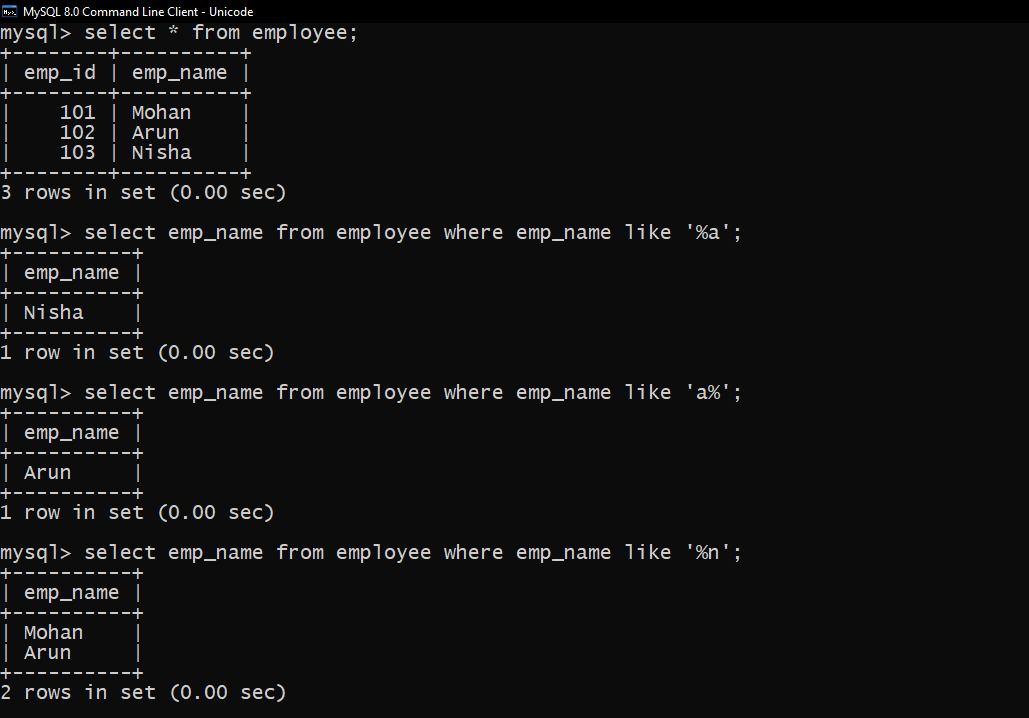 MySQL 8.0 Command Line Client - Unicode
mysql> select * from employee;
+--------+----------+
| emp_id | emp_name |
+--------+----------+
|    101 | Mohan    |
|    102 | Arun     |
|    103 | Nisha    |
+--------+----------+
3 rows in set (0.00 sec)

mysql> select emp_name from employee where emp_name like '%a';
+----------+
| emp_name |
+----------+
| Nisha    |
+----------+
1 row in set (0.00 sec)

mysql> select emp_name from employee where emp_name like 'a%';
+----------+
| emp_name |
+----------+
| Arun     |
+----------+
1 row in set (0.00 sec)

mysql> select emp_name from employee where emp_name like '%n';
+----------+
| emp_name |
+----------+
| Mohan    |
| Arun     |
+----------+
2 rows in set (0.00 sec)